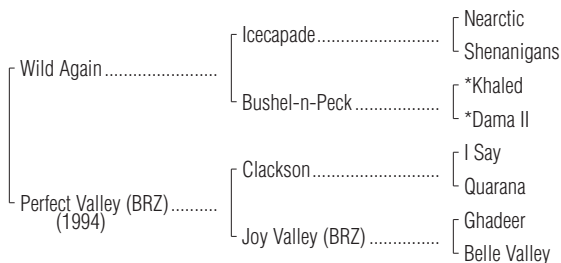 Nearctic
Icecapade
Shenanigans
Wild Again
*Khaled
Bushel-n-Peck
*Dama II
I Say
Clackson
Quarana
Perfect Valley (BRZ)
(1994)
Ghadeer
Joy Valley (BRZ)
Belle Valley